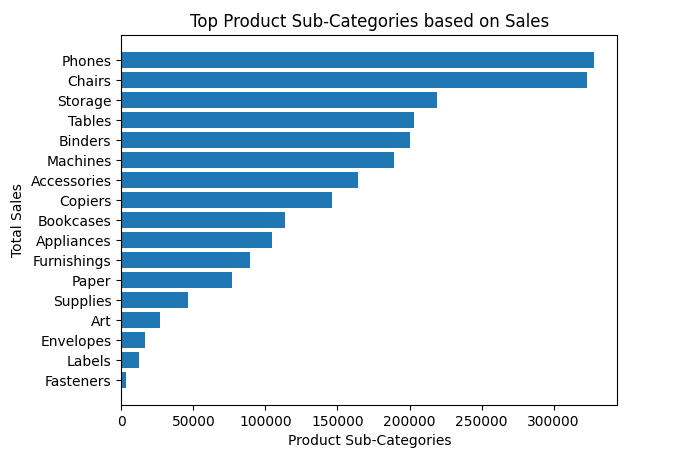 Top Product Sub-Categories based on Sales
Total Sales
Phones
Chairs
Storage
Tables
Binders
Machines
Accessories
Copiers
Bookcases
Appliances
Furnishings
Paper
Supplies
Art
Envelopes
Labels
Fasteners
0 50000 100000 150000 200000 250000 300000
Product Sub-Categories